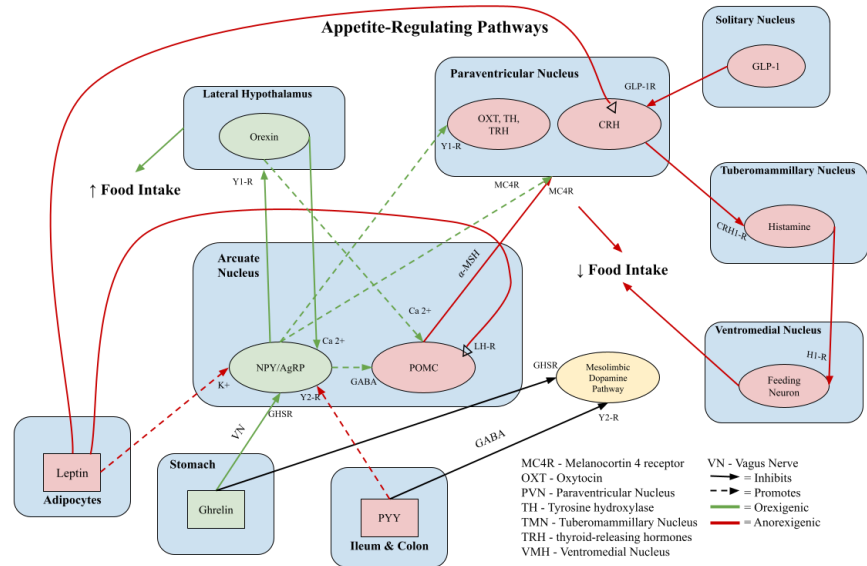 Appetite-Regulating Pathways
Solitary Nucleus
GLP-1
GLP-1R
Paraventricular Nucleus
OXT, TH,
TRH
CRH
Y1-R
MC4R
MC4R
Lateral Hypothalamus
Orexin
Y1-R
↑ Food Intake
Tuberomammillary Nucleus
CRH1-R
Histamine
↓ Food Intake
Arcuate
Nucleus
α-MSH
Ca 2+
Ca 2+
LH-R
NPY/AgRP
GABA
POMC
K+
Y2-R
GHSR
Ventromedial Nucleus
H1-R
Feeding
Neuron
GHSR
Mesolimbic
Dopamine
Pathway
Y2-R
VN
GABA
Leptin
Adipocytes
Stomach
Ghrelin
PYY
Ileum & Colon
MC4R - Melanocortin 4 receptor
OXT - Oxytocin
PVN - Paraventricular Nucleus
TH - Tyrosine hydroxylase
TMN - Tuberomammillary Nucleus
TRH - thyroid-releasing hormones
VMH - Ventromedial Nucleus
VN - Vagus Nerve
= Inhibits
= Promotes
= Orexigenic
= Anorexigenic